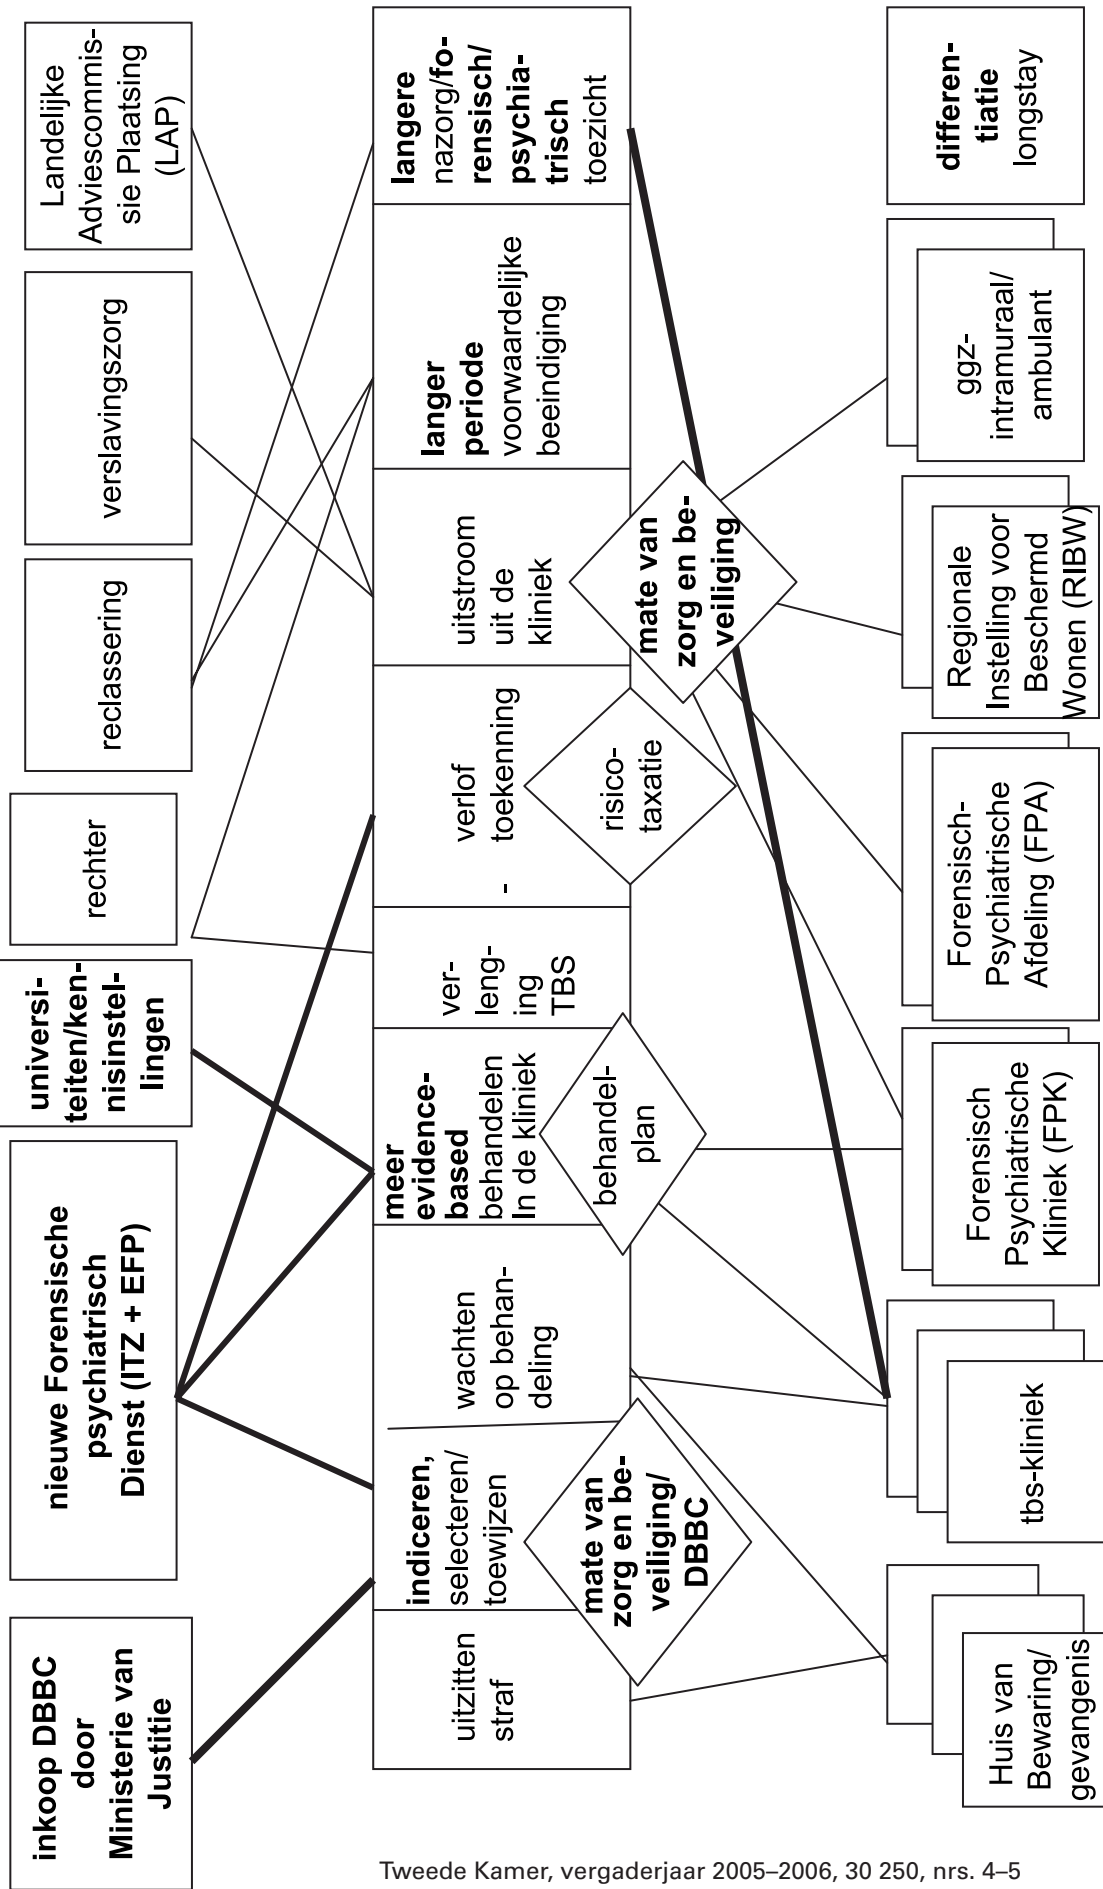 inkoop DBBC
door
Ministerie van
Justitie
nieuwe Forensische
psychiatrisch
Dienst (ITZ + EFP)
universi-
teiten/ken-
nisinstel-
lingen
rechter
reclassering
verslavingszorg
Landelijke
Adviescommis-
sie Plaatsing
(LAP)
uitzitten
straf
indiceren,
selecteren/
toewijzen
wachten
op behan-
deling
meer
evidence-
based
behandelen
In de kliniek
ver-
leng-
ing
TBS
-
verlof
toekenning
uitstroom
uit de
kliniek
langer
periode
voorwaardelijke
beeindiging
langere
nazorg/fo-
rensisch/
psychia-
trisch
toezicht
mate van
zorg en be-
veiliging/
DBBC
behandel-
plan
risico-
taxatie
mate van
zorg en be-
veiliging
Huis van
Bewaring/
gevangenis
tbs-kliniek
Forensisch
Psychiatrische
Kliniek (FPK)
Forensisch-
Psychiatrische
Afdeling (FPA)
Regionale
Instelling voor
Beschermd
Wonen (RIBW)
ggz-
intramuraal/
ambulant
differen-
tiatie
longstay
Tweede Kamer, vergaderjaar 2005–2006, 30 250, nrs. 4–5